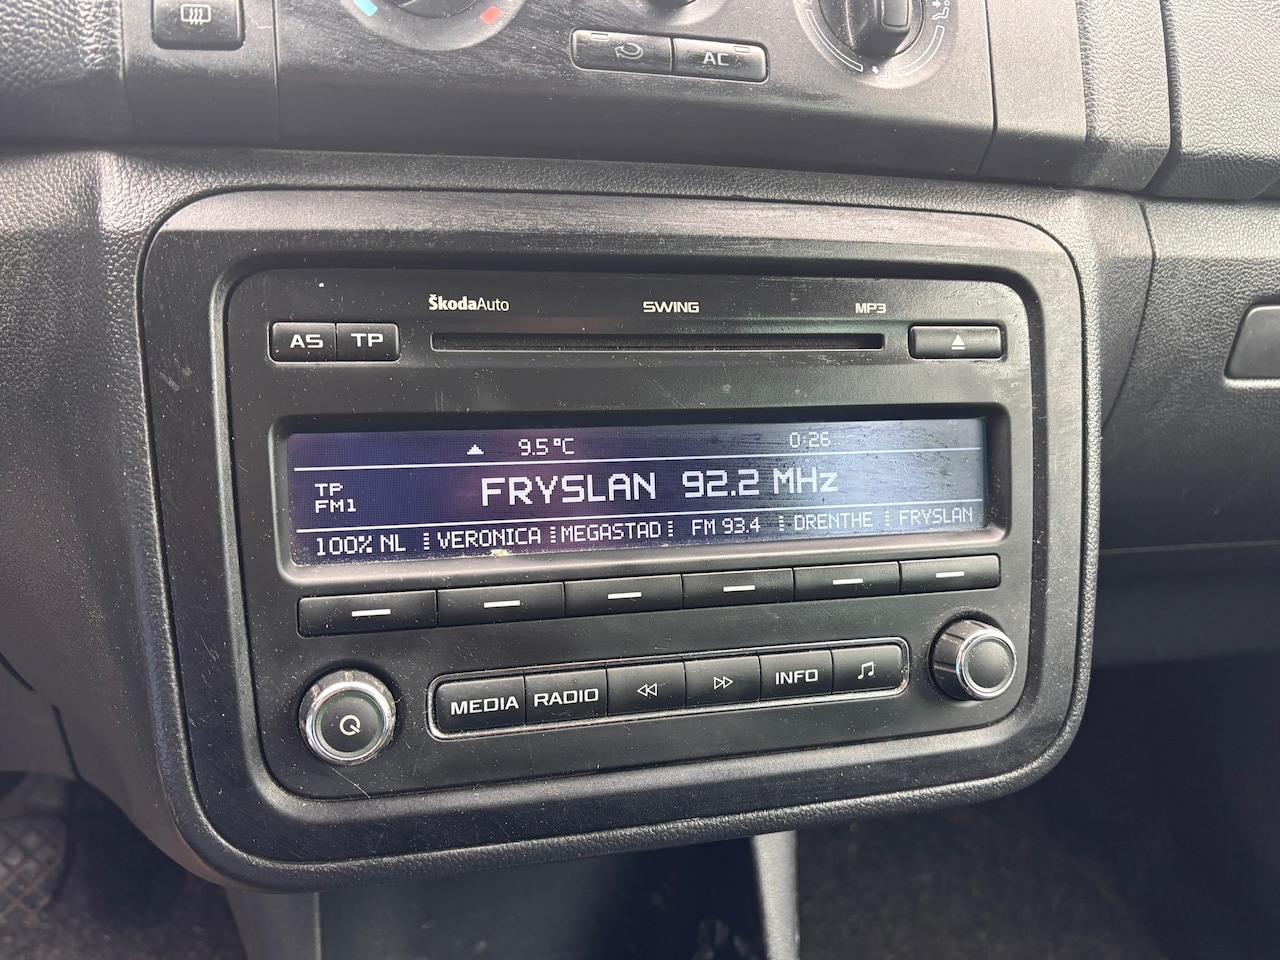 AC
ŠkodaAuto SWING MP3
AS TP
9.5°C 0:26
TP
FM1
FRYSLAN 92.2 MHz
100% NL VERONICA MEGASTAD FM 93.4 DRENTHE FRYSLAN
MEDIA RADIO INFO